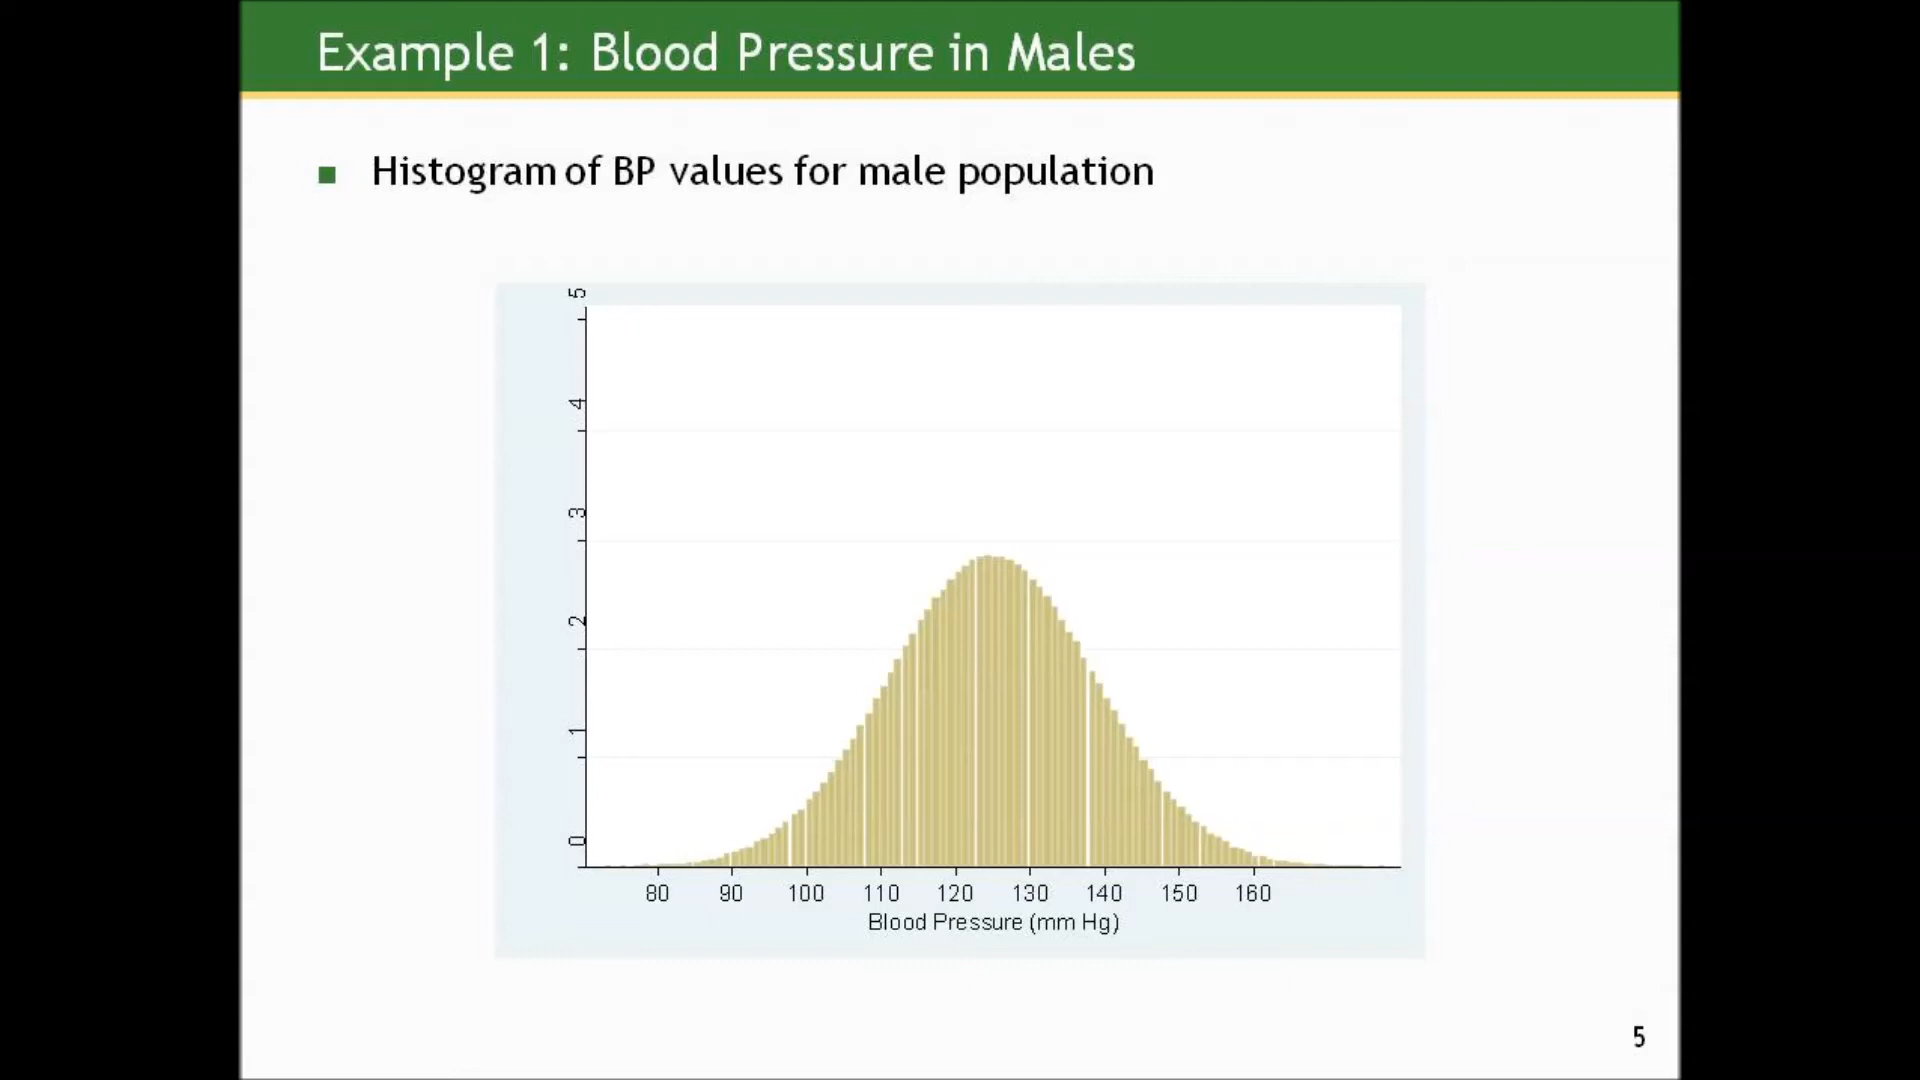 Example 1: Blood Pressure in Males
Histogram of BP values for male population
5
4
3
2
1
0
80 90 100 110 120 130 140 150 160
Blood Pressure (mm Hg)
5